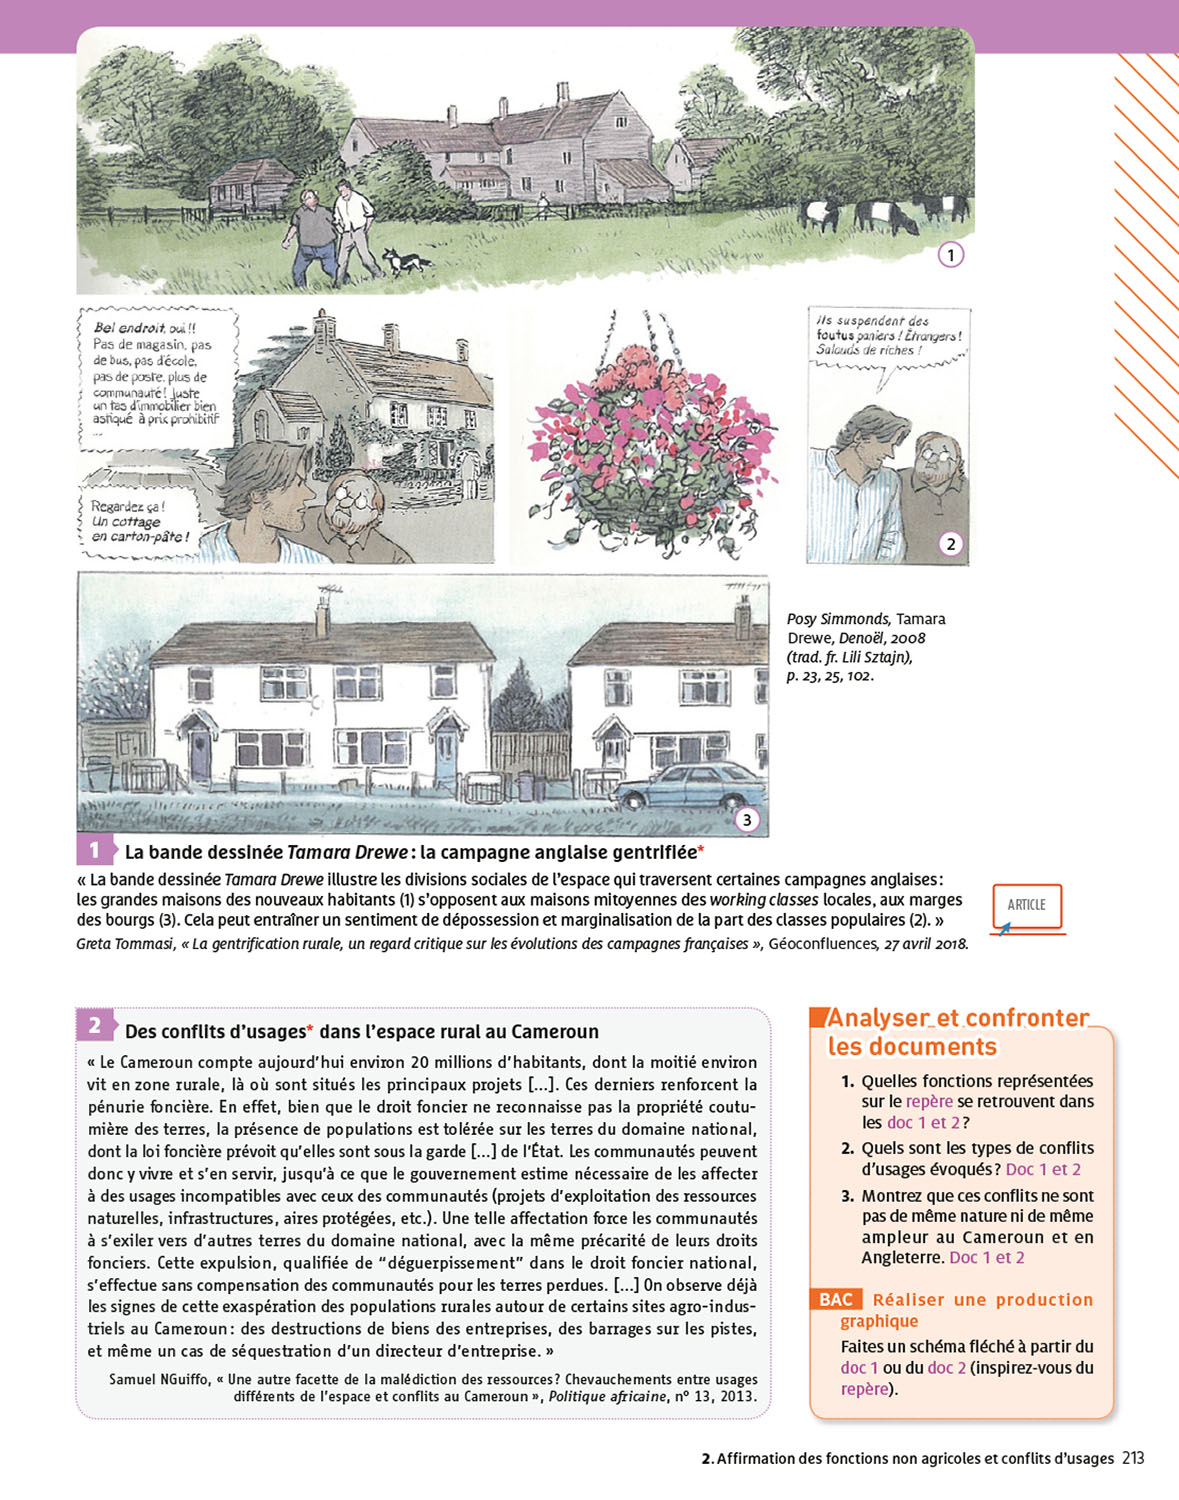 1
Bel endroit, oui !!
Pas de magasin, pas
de bus, pas d'école,
pas de poste, plus de
communauté ! Juste
un tas d'immobilier bien
astiqué à prix prohibitif
...
Regardez ça !
Un cottage
en carton-pâte !
Ils suspendent des
foutus paniers ! Étrangers !
Salauds de riches !
2
3
Posy Simmonds, Tamara
Drewe, Denoël, 2008
(trad. fr. Lili Sztajn),
p. 23, 25, 102.
1 La bande dessinée Tamara Drewe : la campagne anglaise gentrifiée*
« La bande dessinée Tamara Drewe illustre les divisions sociales de l'espace qui traversent certaines campagnes anglaises :
les grandes maisons des nouveaux habitants (1) s'opposent aux maisons mitoyennes des working classes locales, aux marges
des bourgs (3). Cela peut entraîner un sentiment de dépossession et marginalisation de la part des classes populaires (2). »
Greta Tommasi, « La gentrification rurale, un regard critique sur les évolutions des campagnes françaises », Géoconfluences, 27 avril 2018.
ARTICLE
2 Des conflits d'usages* dans l'espace rural au Cameroun
« Le Cameroun compte aujourd'hui environ 20 millions d'habitants, dont la moitié environ
vit en zone rurale, là où sont situés les principaux projets [...]. Ces derniers renforcent la
pénurie foncière. En effet, bien que le droit foncier ne reconnaisse pas la propriété coutu-
mière des terres, la présence de populations est tolérée sur les terres du domaine national,
dont la loi foncière prévoit qu'elles sont sous la garde [...] de l'État. Les communautés peuvent
donc y vivre et s'en servir, jusqu'à ce que le gouvernement estime nécessaire de les affecter
à des usages incompatibles avec ceux des communautés (projets d'exploitation des ressources
naturelles, infrastructures, aires protégées, etc.). Une telle affectation force les communautés
à s'exiler vers d'autres terres du domaine national, avec la même précarité de leurs droits
fonciers. Cette expulsion, qualifiée de "déguerpissement" dans le droit foncier national,
s'effectue sans compensation des communautés pour les terres perdues. [...] On observe déjà
les signes de cette exaspération des populations rurales autour de certains sites agro-indus-
triels au Cameroun : des destructions de biens des entreprises, des barrages sur les pistes,
et même un cas de séquestration d'un directeur d'entreprise. »
Samuel NGuiffo, « Une autre facette de la malédiction des ressources ? Chevauchements entre usages
différents de l'espace et conflits au Cameroun », Politique africaine, n° 13, 2013.
Analyser et confronter
les documents
1. Quelles fonctions représentées
sur le repère se retrouvent dans
les doc 1 et 2 ?
2. Quels sont les types de conflits
d'usages évoqués ? Doc 1 et 2
3. Montrez que ces conflits ne sont
pas de même nature ni de même
ampleur au Cameroun et en
Angleterre. Doc 1 et 2
BAC Réaliser une production
graphique
Faites un schéma fléché à partir du
doc 1 ou du doc 2 (inspirez-vous du
repère).
2. Affirmation des fonctions non agricoles et conflits d'usages 213